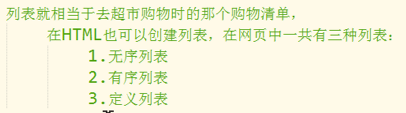 列表就相当于去超市购物时的那个购物清单，
在HTML也可以创建列表，在网页中一共有三种列表：
1.无序列表
2.有序列表
3.定义列表